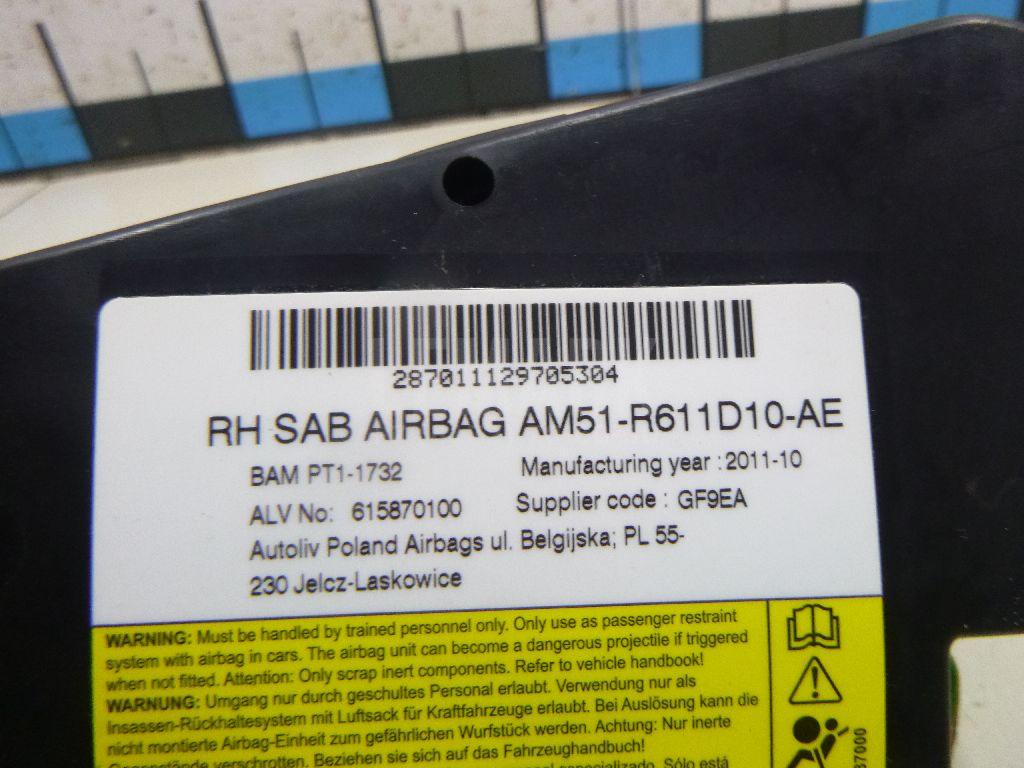 287011129705304
RH SAB AIRBAG AM51-R611D10-AE
BAM PT1-1732 Manufacturing year : 2011-10
ALV No: 615870100 Supplier code : GF9EA
Autoliv Poland Airbags ul. Belgijska; PL 55-
230 Jelcz-Laskowice
WARNING: Must be handled by trained personnel only. Only use as passenger restraint
system with airbag in cars. The airbag unit can become a dangerous projectile if triggered
when not fitted. Attention: Only scrap inert components. Refer to vehicle handbook!
WARNUNG: Umgang nur durch geschultes Personal erlaubt. Verwendung nur als
Insassen-Rückhaltesystem mit Luftsack für Kraftfahrzeuge erlaubt. Bei Auslösung kann die
nicht montierte Airbag-Einheit zum gefährlichen Wurfstück werden. Achtung: Nur inerte
verschrotten. Beziehen sie sich auf das Fahrzeughandbuch!
especializado. Sólo está
37000